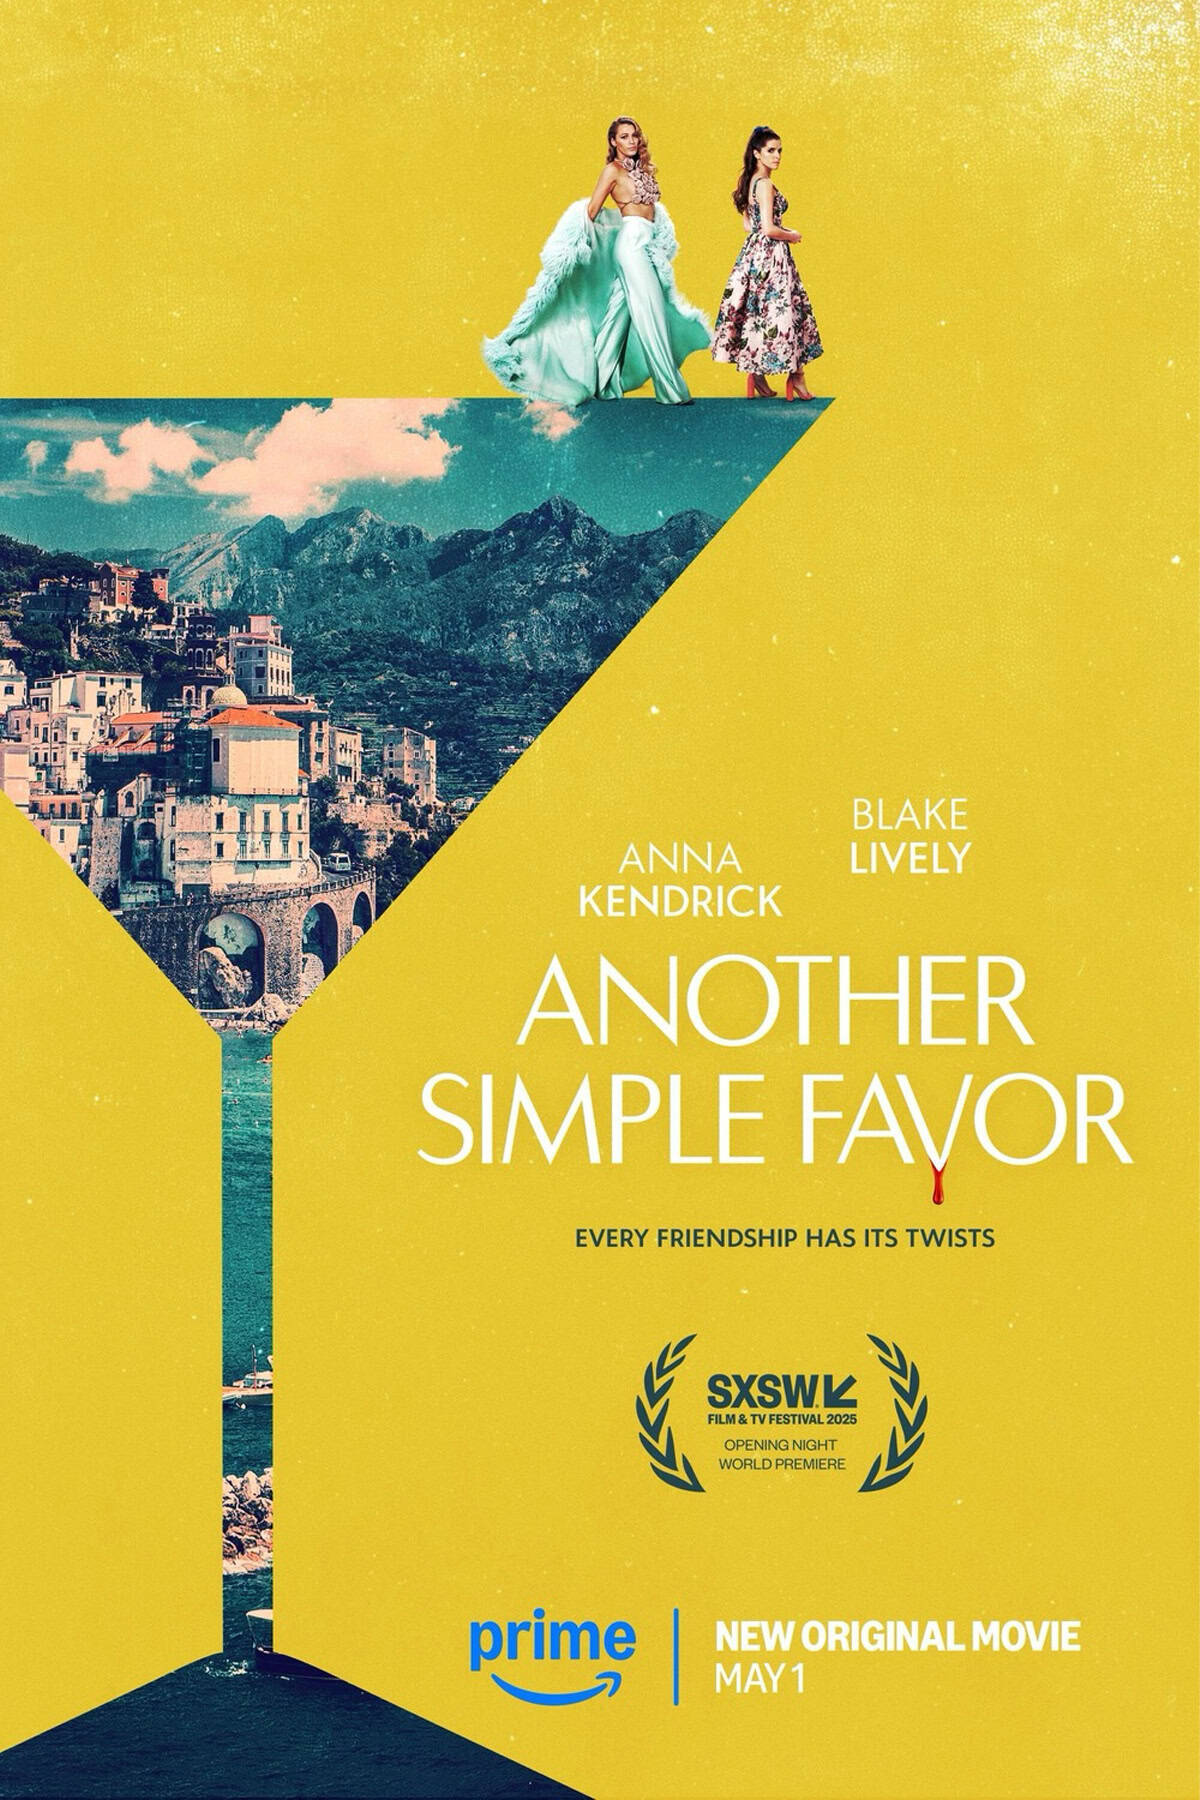 BLAKE
LIVELY
ANNA
KENDRICK
ANOTHER
SIMPLE FAVOR
EVERY FRIENDSHIP HAS ITS TWISTS
SXSW
FILM & TV FESTIVAL 2025
OPENING NIGHT
WORLD PREMIERE
prime
NEW ORIGINAL MOVIE
MAY 1